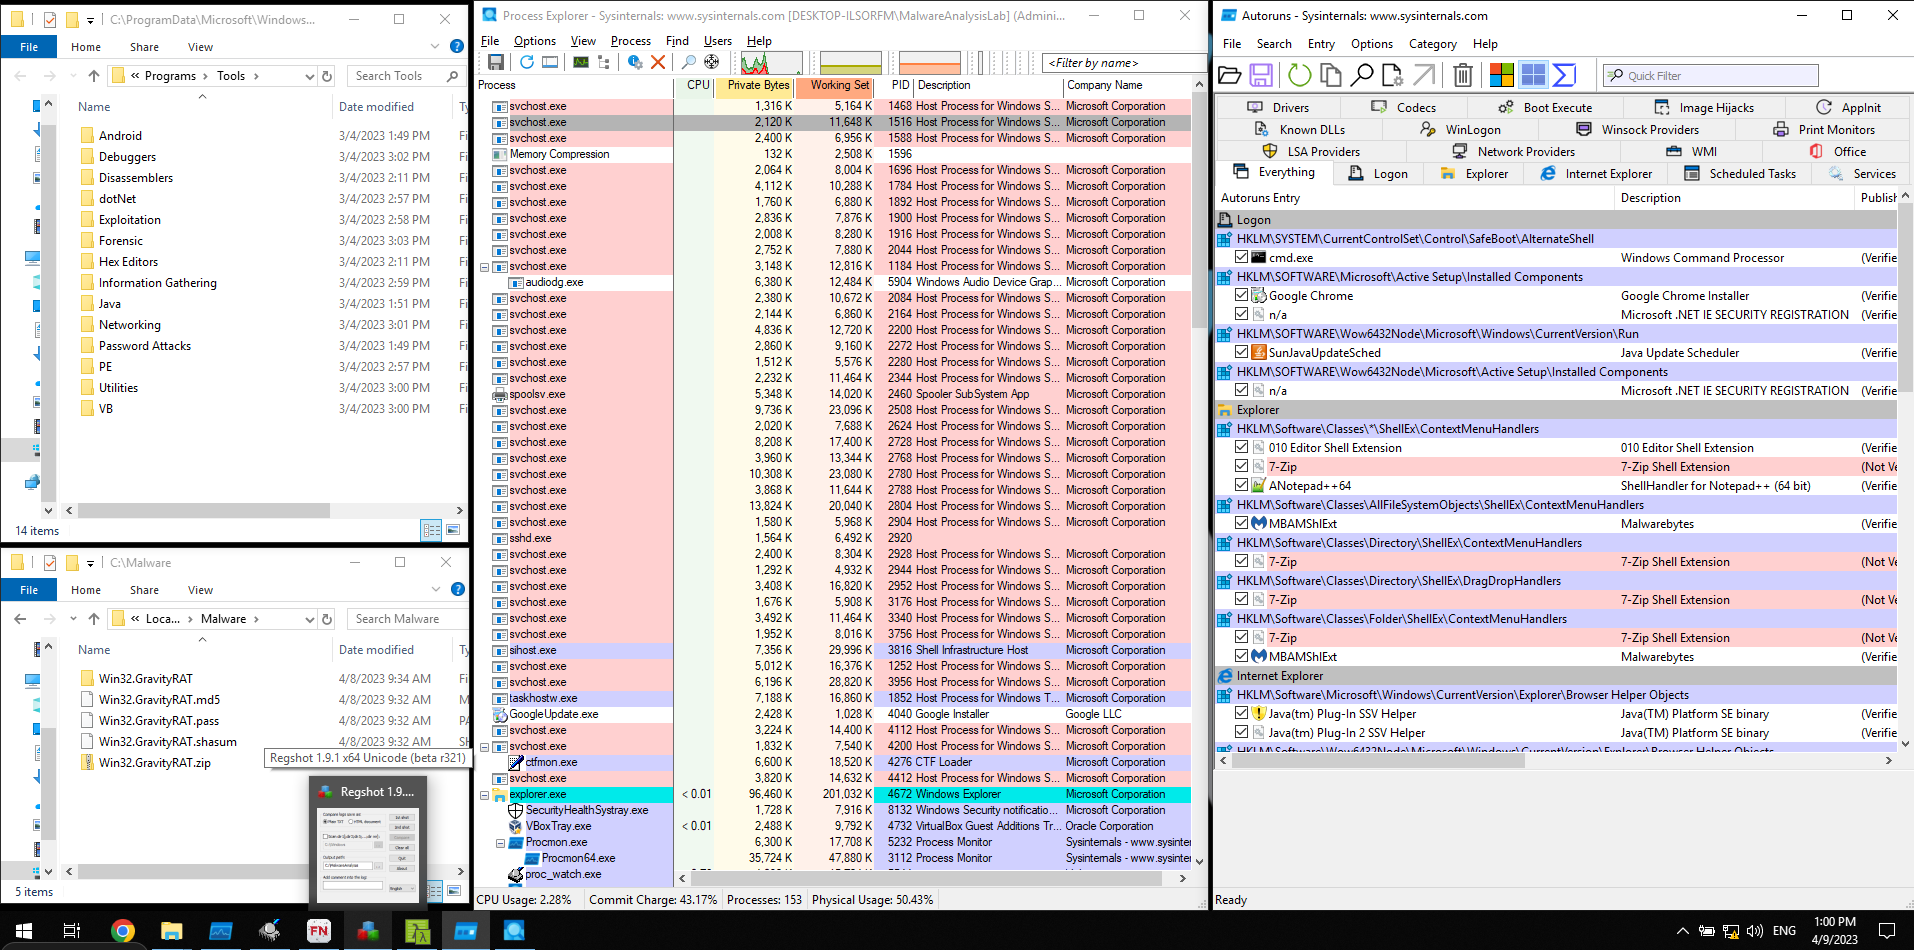 C:\ProgramData\Microsoft\Windows...
File Home Share View
Programs Tools
Search Tools
Name Date modified
Android 3/4/2023 1:49 PM Fi
Debuggers 3/4/2023 3:02 PM Fi
Disassemblers 3/4/2023 2:11 PM Fi
dotNet 3/4/2023 2:57 PM Fi
Exploitation 3/4/2023 2:58 PM Fi
Forensic 3/4/2023 3:03 PM Fi
Hex Editors 3/4/2023 2:11 PM Fi
Information Gathering 3/4/2023 2:59 PM Fi
Java 3/4/2023 1:51 PM Fi
Networking 3/4/2023 3:01 PM Fi
Password Attacks 3/4/2023 1:49 PM Fi
PE 3/4/2023 2:57 PM Fi
Utilities 3/4/2023 3:00 PM Fi
VB 3/4/2023 3:00 PM Fi
14 items
C:\Malware
File Home Share View
Loca... Malware
Search Malware
Name Date modified Ty
Win32.GravityRAT 4/8/2023 9:34 AM Fi
Win32.GravityRAT.md5 4/8/2023 9:32 AM M
Win32.GravityRAT.pass 4/8/2023 9:32 AM PA
Win32.GravityRAT.shasum 4/8/2023 9:32 AM SH
Win32.GravityRAT.zip
Regshot 1.9.1 x64 Unicode (beta r321)
Regshot 1.9....
5 items
Process Explorer - Sysinternals: www.sysinternals.com [DESKTOP-ILSORFM\MalwareAnalysisLab] (Admini...
File Options View Process Find Users Help
<Filter by name>
Process CPU Private Bytes Working Set PID Description Company Name
svchost.exe 1,316 K 5,164 K 1468 Host Process for Windows S... Microsoft Corporation
svchost.exe 2,120 K 11,648 K 1516 Host Process for Windows S... Microsoft Corporation
svchost.exe 2,400 K 6,956 K 1588 Host Process for Windows S... Microsoft Corporation
Memory Compression 132 K 2,508 K 1596
svchost.exe 2,064 K 8,004 K 1696 Host Process for Windows S... Microsoft Corporation
svchost.exe 4,112 K 10,288 K 1784 Host Process for Windows S... Microsoft Corporation
svchost.exe 1,760 K 6,880 K 1892 Host Process for Windows S... Microsoft Corporation
svchost.exe 2,836 K 7,876 K 1900 Host Process for Windows S... Microsoft Corporation
svchost.exe 2,008 K 8,280 K 1916 Host Process for Windows S... Microsoft Corporation
svchost.exe 2,752 K 7,880 K 2044 Host Process for Windows S... Microsoft Corporation
svchost.exe 3,148 K 12,816 K 1184 Host Process for Windows S... Microsoft Corporation
audiodg.exe 6,380 K 12,484 K 5904 Windows Audio Device Grap... Microsoft Corporation
svchost.exe 2,380 K 10,672 K 2084 Host Process for Windows S... Microsoft Corporation
svchost.exe 2,144 K 6,860 K 2164 Host Process for Windows S... Microsoft Corporation
svchost.exe 4,836 K 12,720 K 2200 Host Process for Windows S... Microsoft Corporation
svchost.exe 2,860 K 9,160 K 2272 Host Process for Windows S... Microsoft Corporation
svchost.exe 1,512 K 5,576 K 2280 Host Process for Windows S... Microsoft Corporation
svchost.exe 2,232 K 11,464 K 2344 Host Process for Windows S... Microsoft Corporation
spoolsv.exe 5,348 K 14,020 K 2460 Spooler SubSystem App Microsoft Corporation
svchost.exe 9,736 K 23,096 K 2508 Host Process for Windows S... Microsoft Corporation
svchost.exe 2,020 K 7,688 K 2624 Host Process for Windows S... Microsoft Corporation
svchost.exe 8,208 K 17,400 K 2728 Host Process for Windows S... Microsoft Corporation
svchost.exe 3,960 K 13,344 K 2768 Host Process for Windows S... Microsoft Corporation
svchost.exe 10,308 K 23,080 K 2780 Host Process for Windows S... Microsoft Corporation
svchost.exe 3,868 K 11,644 K 2788 Host Process for Windows S... Microsoft Corporation
svchost.exe 13,824 K 20,040 K 2804 Host Process for Windows S... Microsoft Corporation
svchost.exe 1,580 K 5,968 K 2904 Host Process for Windows S... Microsoft Corporation
sshd.exe 1,564 K 6,492 K 2920
svchost.exe 2,400 K 8,304 K 2928 Host Process for Windows S... Microsoft Corporation
svchost.exe 1,292 K 4,932 K 2944 Host Process for Windows S... Microsoft Corporation
svchost.exe 3,408 K 16,820 K 2952 Host Process for Windows S... Microsoft Corporation
svchost.exe 1,676 K 5,908 K 3176 Host Process for Windows S... Microsoft Corporation
svchost.exe 3,492 K 11,464 K 3340 Host Process for Windows S... Microsoft Corporation
svchost.exe 1,952 K 8,016 K 3756 Host Process for Windows S... Microsoft Corporation
sihost.exe 7,356 K 29,996 K 3816 Shell Infrastructure Host Microsoft Corporation
svchost.exe 5,012 K 16,376 K 1252 Host Process for Windows S... Microsoft Corporation
svchost.exe 6,196 K 28,820 K 3956 Host Process for Windows S... Microsoft Corporation
taskhostw.exe 7,188 K 16,860 K 1852 Host Process for Windows T... Microsoft Corporation
GoogleUpdate.exe 2,428 K 1,028 K 4040 Google Installer Google LLC
svchost.exe 3,224 K 14,400 K 4112 Host Process for Windows S... Microsoft Corporation
svchost.exe 1,832 K 7,540 K 4200 Host Process for Windows S... Microsoft Corporation
ctfmon.exe 6,600 K 18,520 K 4276 CTF Loader Microsoft Corporation
svchost.exe 3,820 K 14,632 K 4412 Host Process for Windows S... Microsoft Corporation
explorer.exe < 0.01 96,460 K 201,032 K 4672 Windows Explorer Microsoft Corporation
SecurityHealthSystray.exe 1,728 K 7,916 K 8132 Windows Security notificatio... Microsoft Corporation
VBoxTray.exe < 0.01 2,488 K 9,792 K 4732 VirtualBox Guest Additions Tr... Oracle Corporation
Procmon.exe 6,300 K 17,708 K 5232 Process Monitor Sysinternals - www.sysinter
Procmon64.exe 35,724 K 47,880 K 3112 Process Monitor Sysinternals - www.sysinter
proc_watch.exe
CPU Usage: 2.28% Commit Charge: 43.17% Processes: 153 Physical Usage: 50.43%
Autoruns - Sysinternals: www.sysinternals.com
File Search Entry Options Category Help
Quick Filter
Drivers Codecs Boot Execute Image Hijacks AppInit
Known DLLs WinLogon Winsock Providers Print Monitors
LSA Providers Network Providers WMI Office
Everything Logon Explorer Internet Explorer Scheduled Tasks Services
Autoruns Entry Description Publish
Logon
HKLM\SYSTEM\CurrentControlSet\Control\SafeBoot\AlternateShell
cmd.exe Windows Command Processor (Verifie
HKLM\SOFTWARE\Microsoft\Active Setup\Installed Components
Google Chrome Google Chrome Installer (Verifie
n/a Microsoft .NET IE SECURITY REGISTRATION (Verifie
HKLM\SOFTWARE\Wow6432Node\Microsoft\Windows\CurrentVersion\Run
SunJavaUpdateSched Java Update Scheduler (Verifie
HKLM\SOFTWARE\Wow6432Node\Microsoft\Active Setup\Installed Components
n/a Microsoft .NET IE SECURITY REGISTRATION (Verifie
Explorer
HKLM\Software\Classes\*\ShellEx\ContextMenuHandlers
010 Editor Shell Extension 010 Editor Shell Extension (Verifie
7-Zip 7-Zip Shell Extension (Not Ve
ANotepad++64 ShellHandler for Notepad++ (64 bit) (Verifie
HKLM\Software\Classes\AllFileSystemObjects\ShellEx\ContextMenuHandlers
MBAMShlExt Malwarebytes (Verifie
HKLM\Software\Classes\Directory\ShellEx\ContextMenuHandlers
7-Zip 7-Zip Shell Extension (Not Ve
HKLM\Software\Classes\Directory\ShellEx\DragDropHandlers
7-Zip 7-Zip Shell Extension (Not Ve
HKLM\Software\Classes\Folder\ShellEx\ContextMenuHandlers
7-Zip 7-Zip Shell Extension (Not Ve
MBAMShlExt Malwarebytes (Verifie
Internet Explorer
HKLM\Software\Microsoft\Windows\CurrentVersion\Explorer\Browser Helper Objects
Java(tm) Plug-In SSV Helper Java(TM) Platform SE binary (Verifie
Java(tm) Plug-In 2 SSV Helper Java(TM) Platform SE binary (Verifie
HKLM\Software\Wow6432Node\Microsoft\Windows\CurrentVersion\Explorer\Browser Helper Objects
Ready
FN
ENG
1:00 PM
4/9/2023